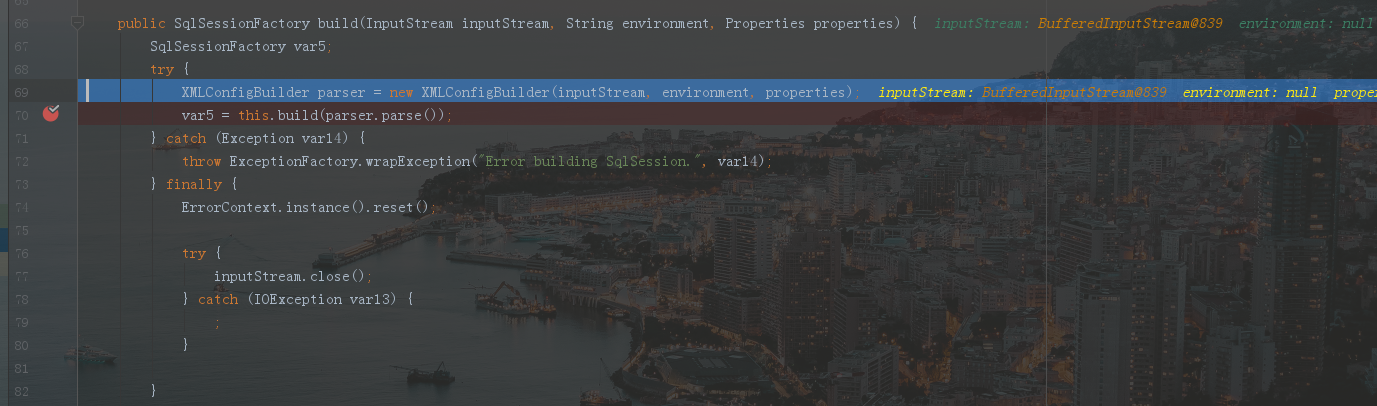 66 public SqlSessionFactory build(InputStream inputStream, String environment, Properties properties) { inputStream: BufferedInputStream@839 environment: null
67 SqlSessionFactory var5;
68 try {
69 XMLConfigBuilder parser = new XMLConfigBuilder(inputStream, environment, properties); inputStream: BufferedInputStream@839 environment: null prope
70 var5 = this.build(parser.parse());
71 } catch (Exception var14) {
72 throw ExceptionFactory.wrapException("Error building SqlSession.", var14);
73 } finally {
74 ErrorContext.instance().reset();
75
76 try {
77 inputStream.close();
78 } catch (IOException var13) {
79 ;
80 }
81
82 }